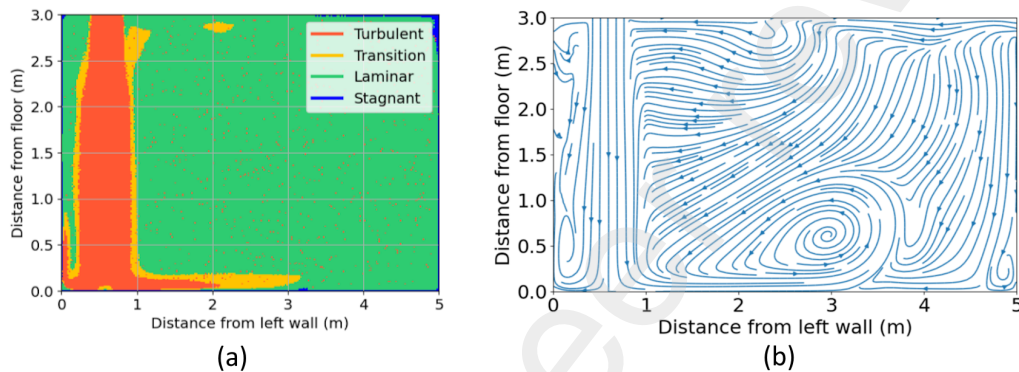 3.0
2.5
2.0
1.5
1.0
0.5
0.0
Distance from floor (m)
Turbulent
Transition
Laminar
Stagnant
0 1 2 3 4 5
Distance from left wall (m)
(a)
3.0
2.5
2.0
1.5
1.0
0.5
0.0
Distance from floor (m)
0 1 2 3 4 5
Distance from left wall (m)
(b)